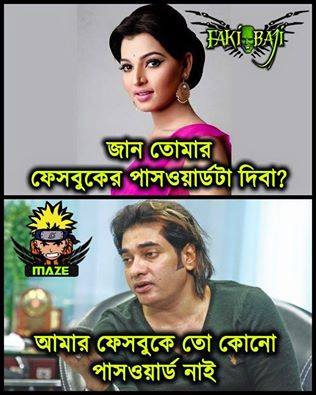 FAKIBAJI
জান তোমার
ফেসবুকের পাসওয়ার্ডটা দিবা?
MAZE
আমার ফেসবুকে তো কোনো
পাসওয়ার্ড নাই